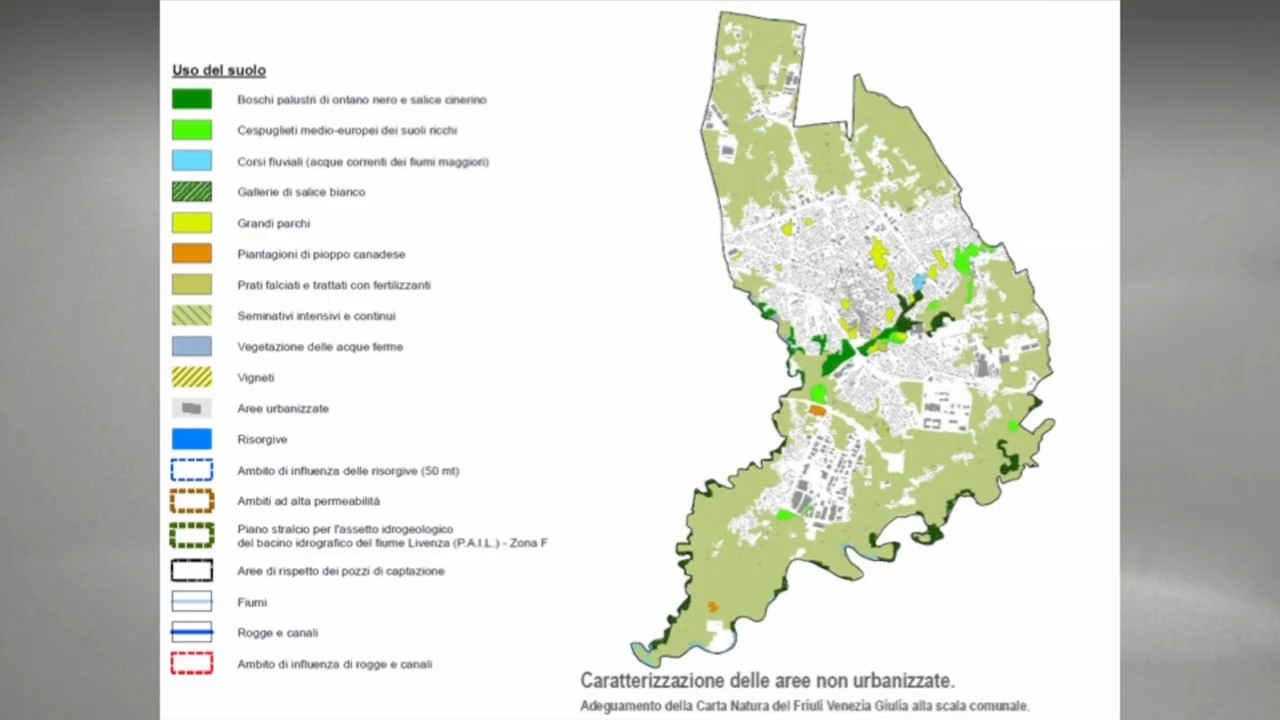 Uso del suolo
Boschi palustri di ontano nero e salice cinerino
Cespuglieti medio-europei dei suoli ricchi
Corsi fluviali (acque correnti dei fiumi maggiori)
Gallerie di salice bianco
Grandi parchi
Piantagioni di pioppo canadese
Prati falciati e trattati con fertilizzanti
Seminativi intensivi e continui
Vegetazione delle acque ferme
Vigneti
Aree urbanizzate
Risorgive
Ambito di influenza delle risorgive (50 mt)
Ambiti ad alta permeabilità
Piano stralcio per l'assetto idrogeologico
del bacino idrografico del fiume Livenza (P.A.I.L.) - Zona F
Aree di rispetto dei pozzi di captazione
Fiumi
Rogge e canali
Ambito di influenza di rogge e canali
Caratterizzazione delle aree non urbanizzate.
Adeguamento della Carta Natura del Friuli Venezia Giulia alla scala comunale.